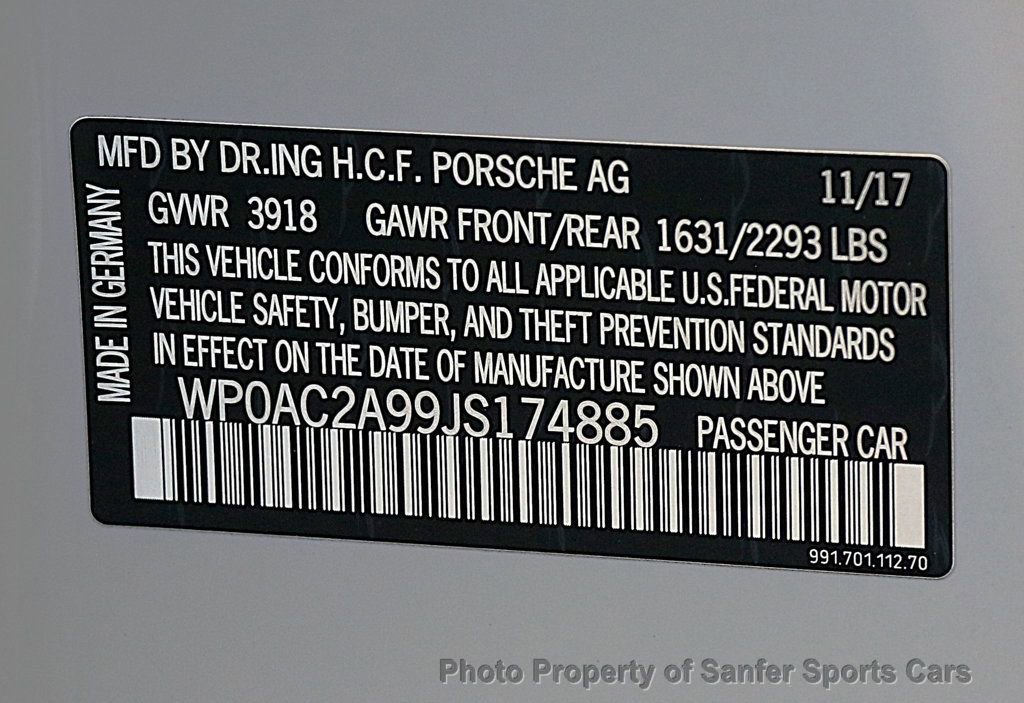 MFD BY DR.ING H.C.F. PORSCHE AG 11/17
GVWR 3918 GAWR FRONT/REAR 1631/2293 LBS
THIS VEHICLE CONFORMS TO ALL APPLICABLE U.S.FEDERAL MOTOR
VEHICLE SAFETY, BUMPER, AND THEFT PREVENTION STANDARDS
IN EFFECT ON THE DATE OF MANUFACTURE SHOWN ABOVE
WP0AC2A99JS174885 PASSENGER CAR
991.701.112.70
MADE IN GERMANY
Photo Property of Sanfer Sports Cars